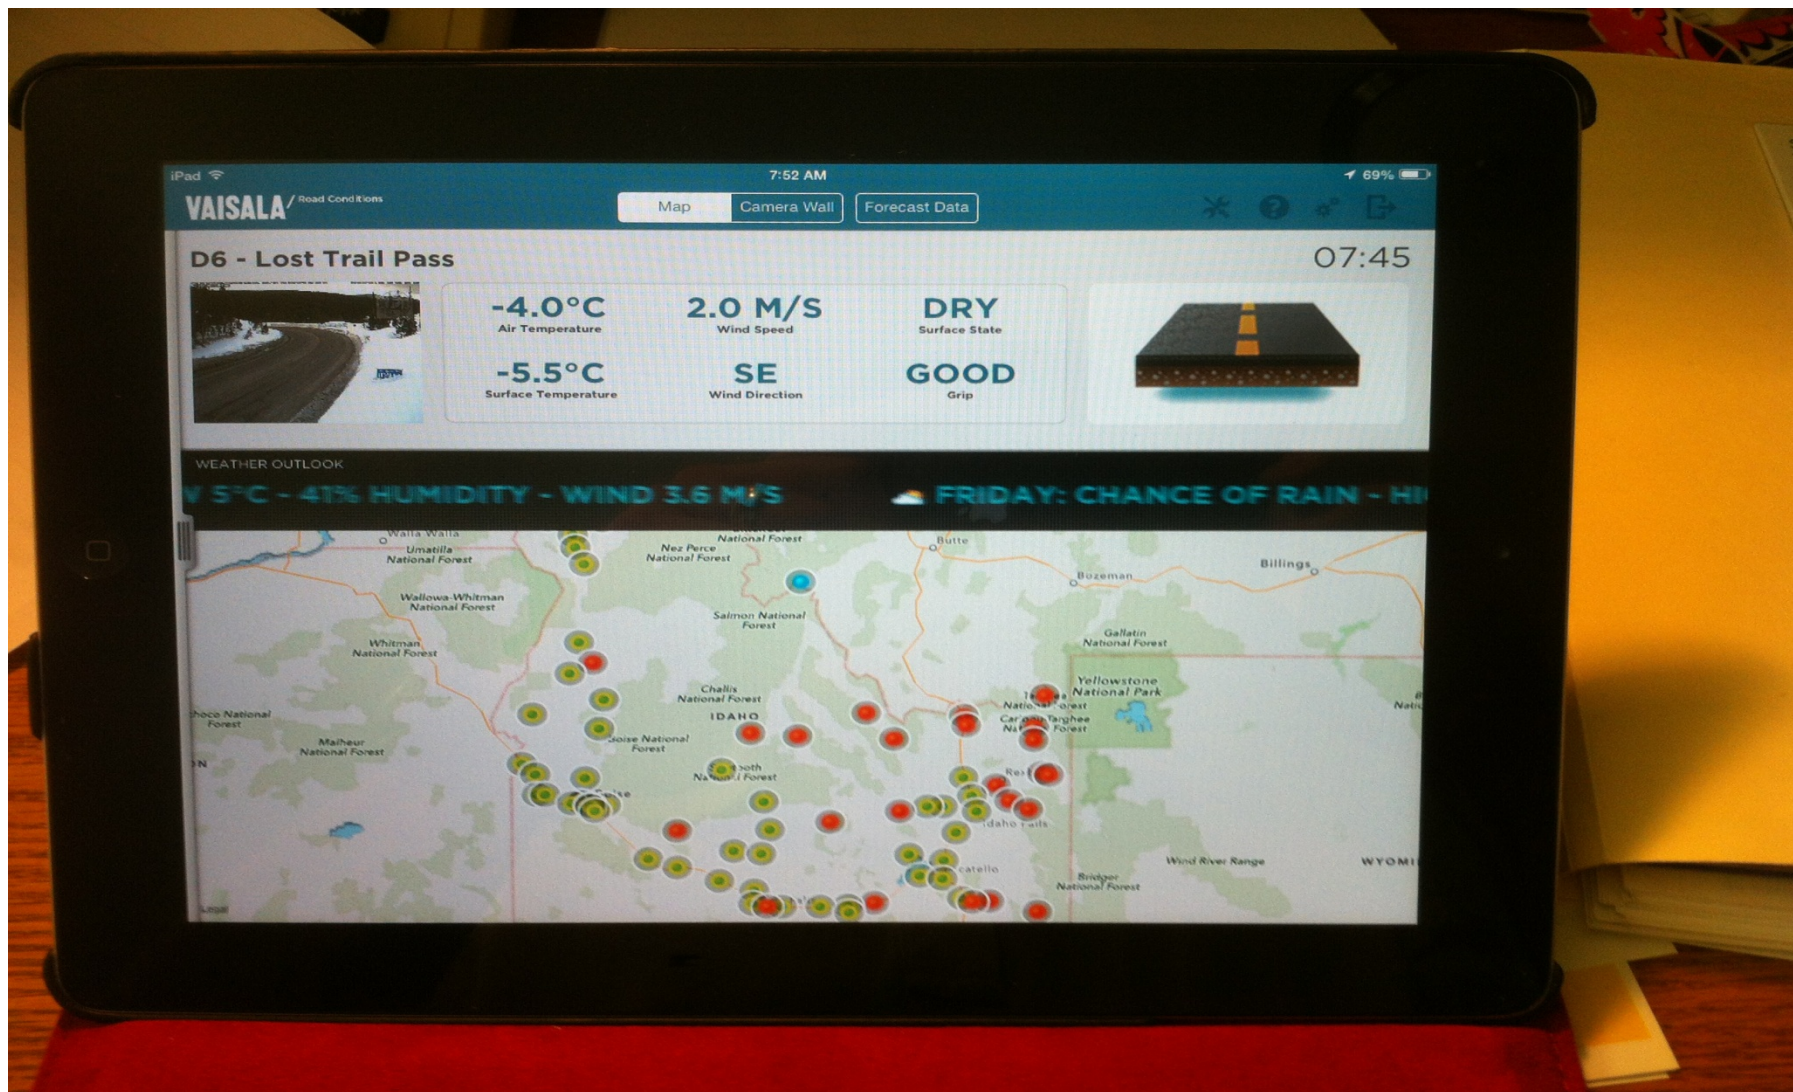 iPad 7:52 AM 69%
VAISALA / Road Conditions Map Camera Wall Forecast Data ?
D6 - Lost Trail Pass 07:45
-4.0°C 2.0 M/S DRY
Air Temperature Wind Speed Surface State
-5.5°C SE GOOD
Surface Temperature Wind Direction Grip
WEATHER OUTLOOK
5°C - 41% HUMIDITY - WIND 3.6 M/S FRIDAY: CHANCE OF RAIN -
Walla Walla
National Forest
Butte
Umatilla
National Forest
Nez Perce
National Forest
Billings
Bozeman
Wallowa-Whitman
National Forest
Salmon National
Forest
Whitman
National Forest
Gallatin
National Forest
Yellowstone
National Park
Challis
National Forest
IDAHO
National
Forest
Malheur
National Forest
National Forest
Forest
Forest
Wind River Range
Bridger
National Forest
Legal